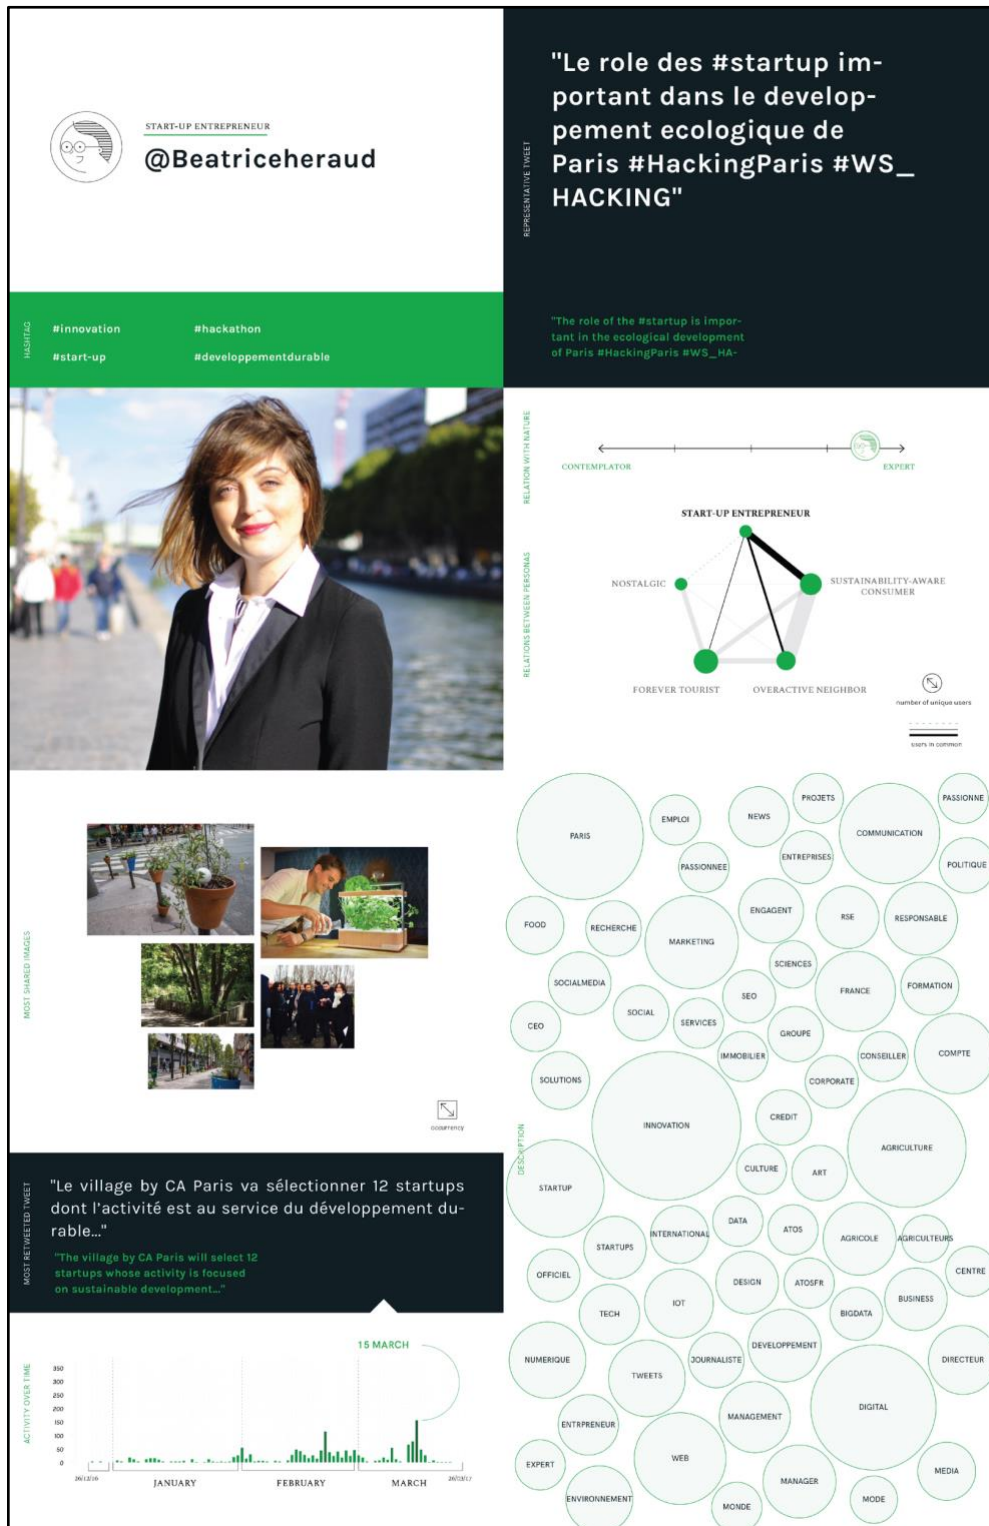 START-UP ENTREPRENEUR
@Beatriceheraud
HASHTAG
#innovation
#hackathon
#start-up
#developpementdurable
REPRESENTATIVE TWEET
"Le role des #startup im-
portant dans le develop-
pement ecologique de
Paris #HackingParis #WS_
HACKING"
"The role of the #startup is impor-
tant in the ecological development
of Paris #HackingParis #WS_HA-
RELATION WITH NATURE
CONTEMPLATOR
EXPERT
RELATIONS BETWEEN PERSONAS
START-UP ENTREPRENEUR
NOSTALGIC
SUSTAINABILITY-AWARE
CONSUMER
FOREVER TOURIST
OVERACTIVE NEIGHBOR
number of unique users
users in common
MOST SHARED IMAGES
occurrency
MOST RETWEETED TWEET
"Le village by CA Paris va sélectionner 12 startups
dont l'activité est au service du développement du-
rable..."
"The village by CA Paris will select 12
startups whose activity is focused
on sustainable development..."
ACTIVITY OVER TIME
15 MARCH
350
300
250
200
150
100
50
0
26/12/16
JANUARY
FEBRUARY
MARCH
26/03/17
DESCRIPTION
PARIS
EMPLOI
NEWS
PROJETS
PASSIONNE
COMMUNICATION
PASSIONNEE
ENTREPRISES
POLITIQUE
FOOD
RECHERCHE
MARKETING
ENGAGENT
RSE
RESPONSABLE
SCIENCES
SOCIALMEDIA
SEO
FRANCE
FORMATION
CEO
SOCIAL
SERVICES
GROUPE
IMMOBILIER
CONSEILLER
COMPTE
SOLUTIONS
CORPORATE
INNOVATION
CREDIT
AGRICULTURE
STARTUP
CULTURE
ART
STARTUPS
INTERNATIONAL
DATA
ATOS
AGRICOLE
AGRICULTEURS
OFFICIEL
DESIGN
ATOSFR
CENTRE
TECH
IOT
BIGDATA
BUSINESS
NUMERIQUE
TWEETS
JOURNALISTE
DEVELOPPEMENT
DIRECTEUR
ENTRPRENEUR
MANAGEMENT
DIGITAL
EXPERT
WEB
MANAGER
MEDIA
ENVIRONNEMENT
MONDE
MODE